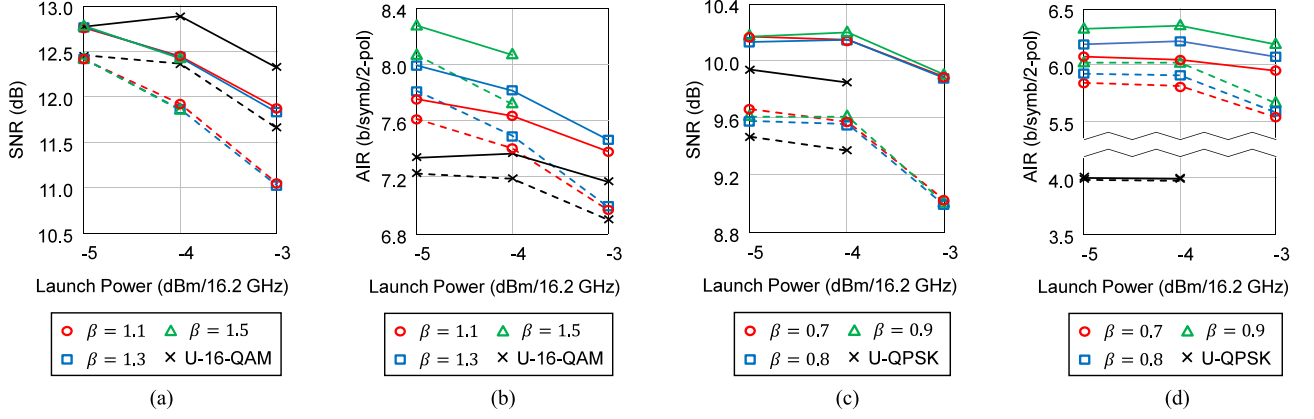 SNR (dB)
13.0
12.5
12.0
11.5
11.0
10.5
-5
-4
-3
Launch Power (dBm/16.2 GHz)
β = 1.1
β = 1.5
β = 1.3
U-16-QAM
(a)
AIR (b/symb/2-pol)
8.4
8.0
7.6
7.2
6.8
-5
-4
-3
Launch Power (dBm/16.2 GHz)
β = 1.1
β = 1.5
β = 1.3
U-16-QAM
(b)
SNR (dB)
10.4
10.0
9.6
9.2
8.8
-5
-4
-3
Launch Power (dBm/16.2 GHz)
β = 0.7
β = 0.9
β = 0.8
U-QPSK
(c)
AIR (b/symb/2-pol)
6.5
6.0
5.5
4.0
3.5
-5
-4
-3
Launch Power (dBm/16.2 GHz)
β = 0.7
β = 0.9
β = 0.8
U-QPSK
(d)